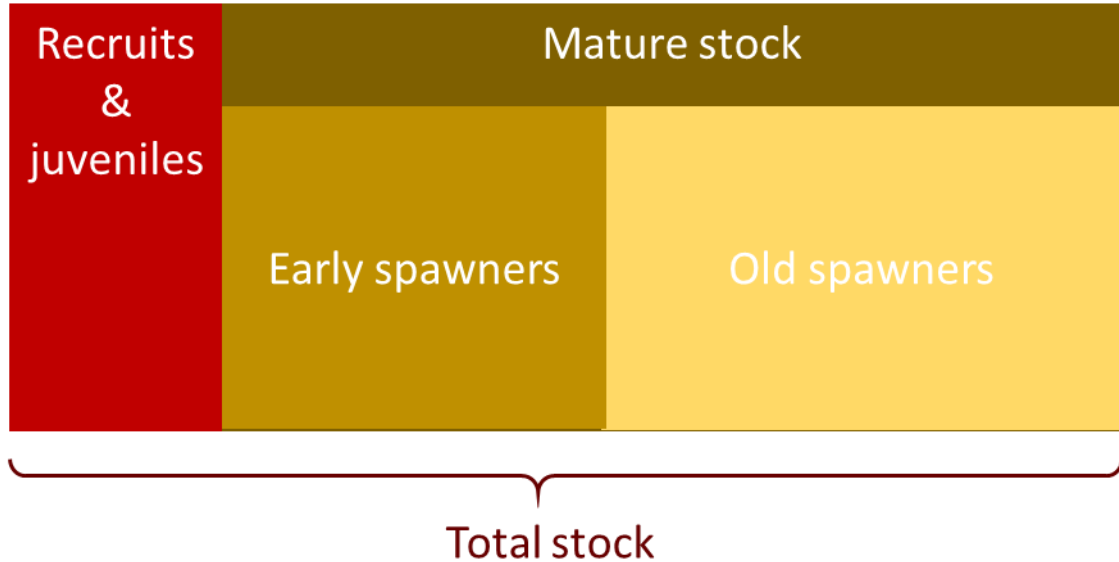 Recruits
&
juveniles
Mature stock
Early spawners
Old spawners
Total stock